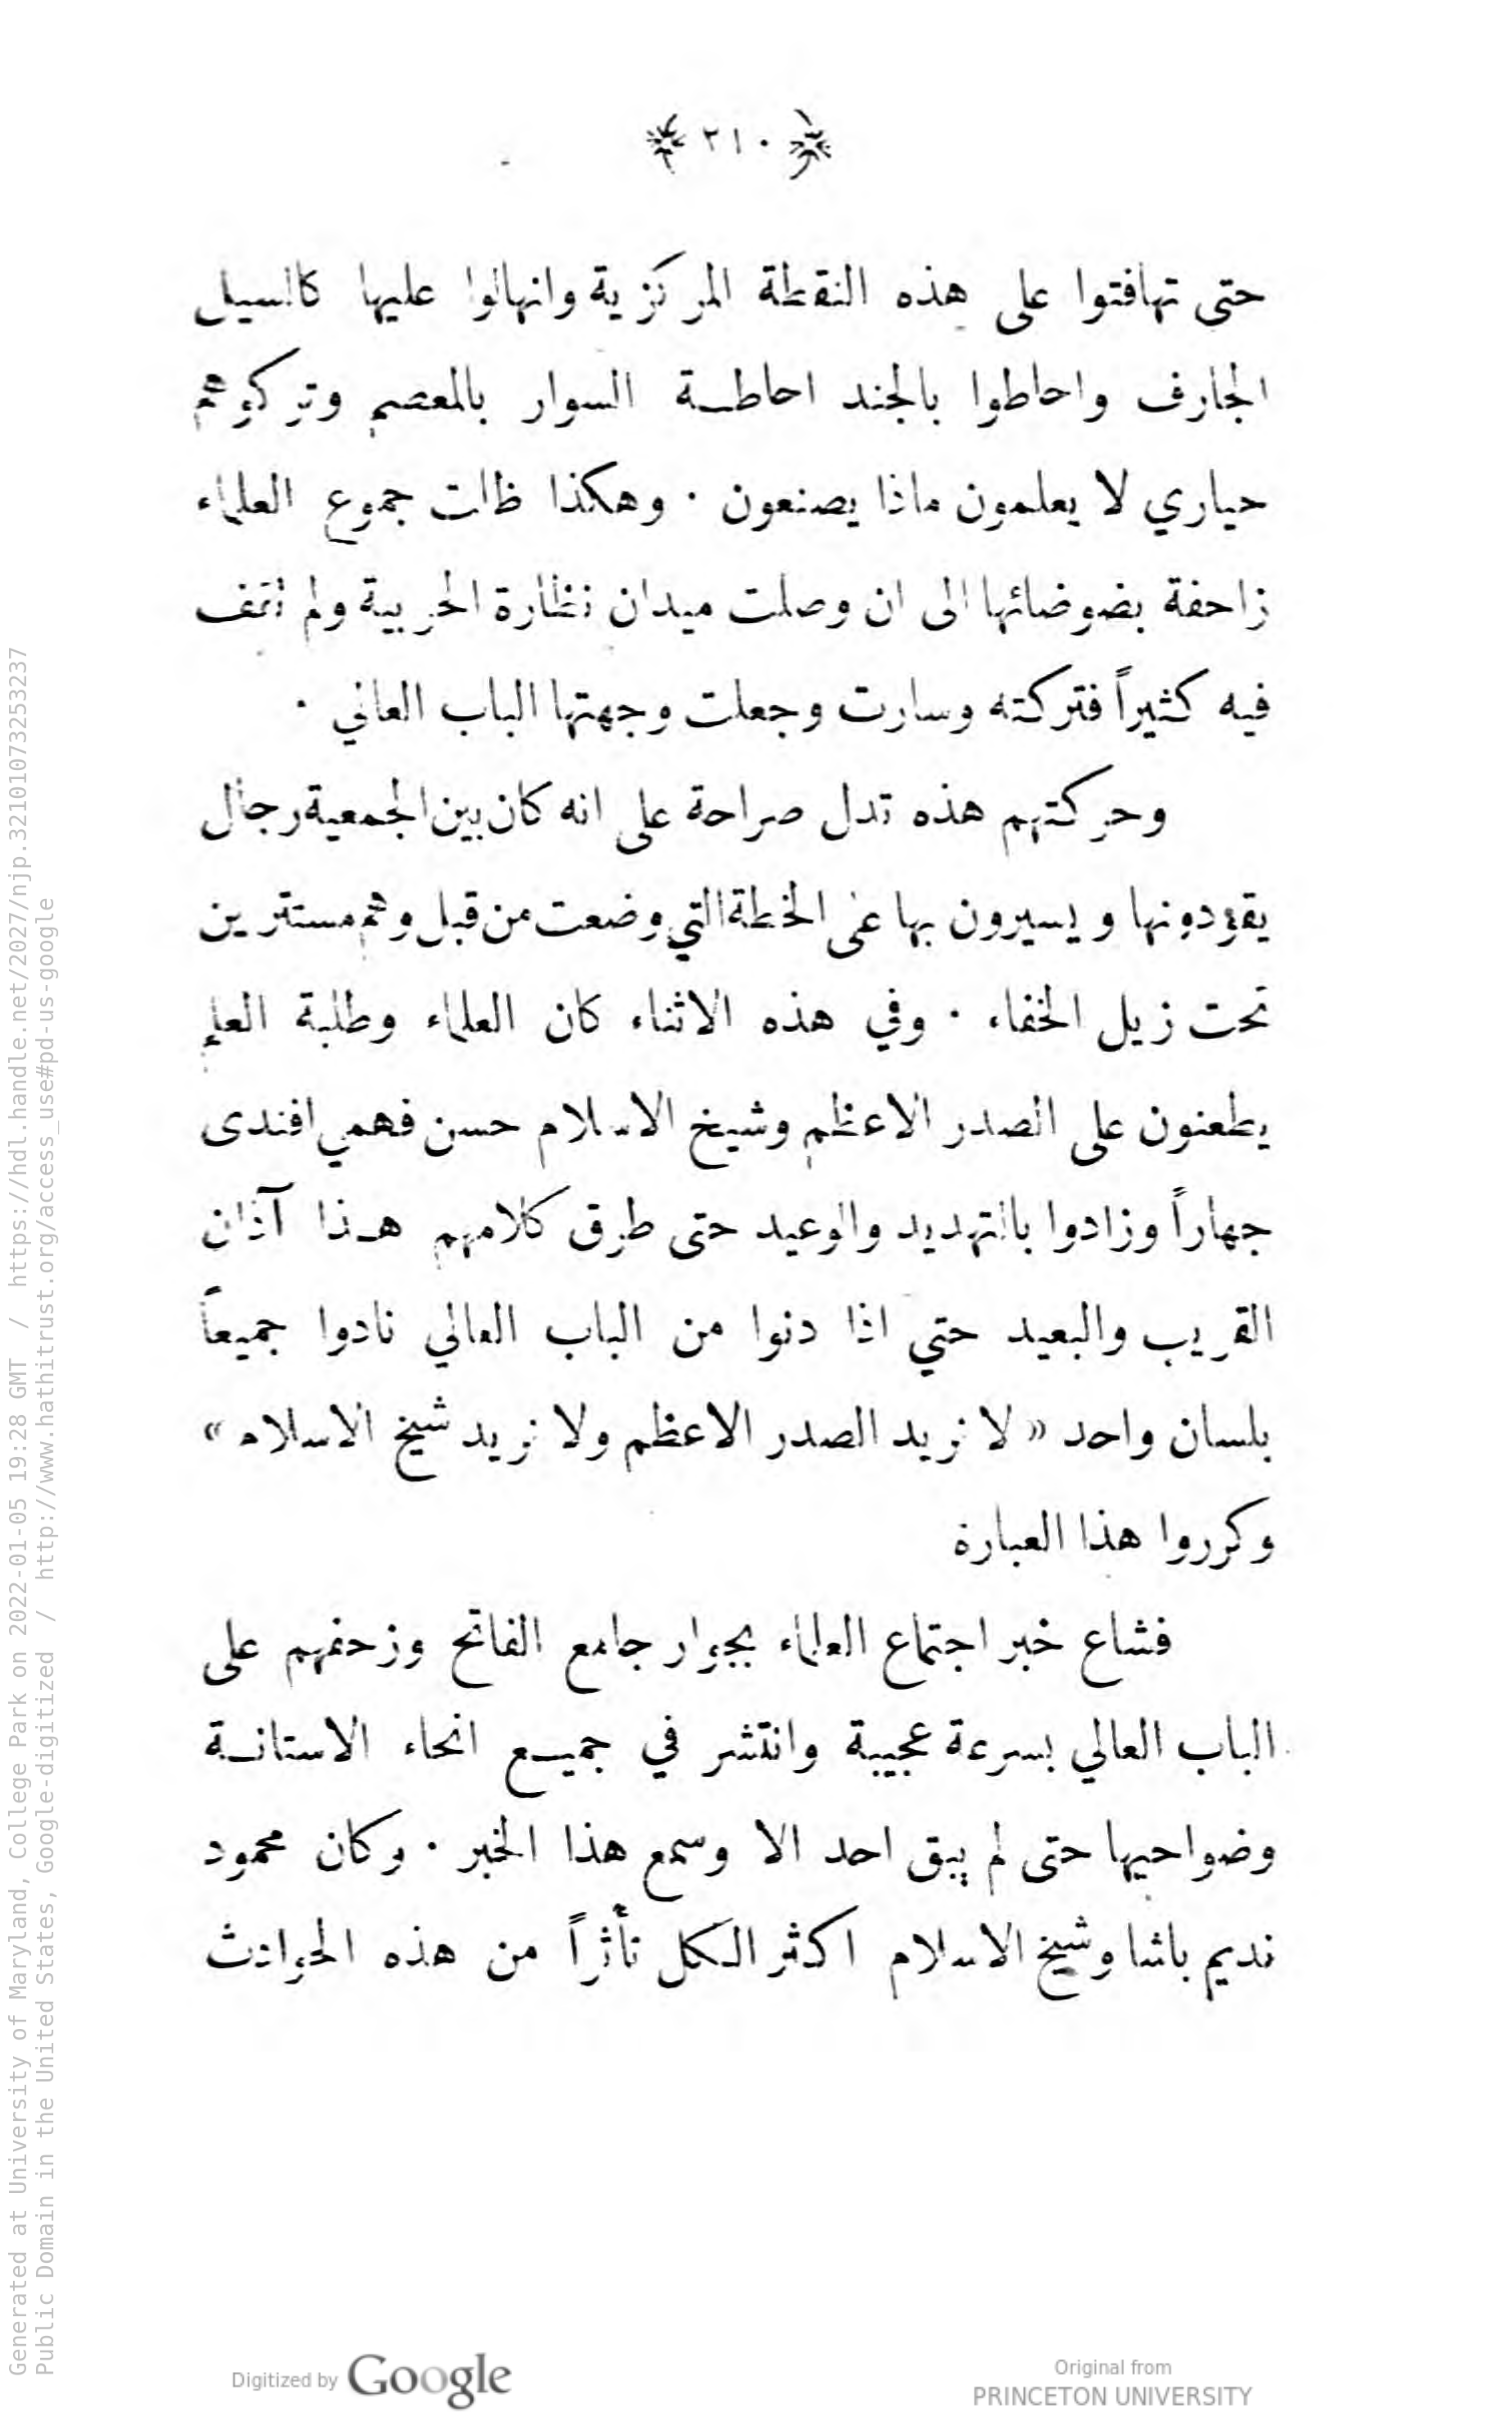 ﴿ ٢١٠ ﴾
حتى تهافتوا على هذه النقطة المركزية وانهالوا عليها كالسيل
الجارف واحاطوا بالجند احاطة السوار بالمعصم وتركوهم
حياري لا يعلمون ماذا يصنعون . وهكذا ظلت جموع العلماء
زاحفة بضوضائها الى ان وصلت ميدان نظارة الحربية ولم تقف
فيه كثيراً فتركته وسارت وجعلت وجهتها الباب العالي .
وحركتهم هذه تدل صراحة على انه كان بين الجمعية رجال
يقودونها ويسيرون بها على الخطة التي وضعت من قبل وهم مستترين
تحت زيل الخفاء . وفي هذه الاثناء كان العلماء وطلبة العلم
يطعنون على الصدر الاعظم وشيخ الاسلام حسن فهمي افندى
جهاراً وزادوا بالتهديد والوعيد حتى طرق كلامهم هذا آذان
القريب والبعيد حتي اذا دنوا من الباب العالي نادوا جميعاً
بلسان واحد « لا نريد الصدر الاعظم ولا نريد شيخ الاسلام »
وكرروا هذا العبارة
فشاع خبر اجتماع العلماء بجوار جامع الفاتح وزحفهم على
الباب العالي بسرعة عجيبة وانتشر في جميع انحاء الاستانة
وضواحيها حتى لم يبق احد الا وسمع هذا الخبر . وكان محمود
نديم باشا وشيخ الاسلام اكثر الكل تأثراً من هذه الحوادث
Generated at University of Maryland, College Park on 2022-01-05 19:28 GMT / https://hdl.handle.net/2027/njp.32101073253237
Public Domain in the United States, Google-digitized / http://www.hathitrust.org/access_use#pd-us-google
Digitized by Google
Original from
PRINCETON UNIVERSITY